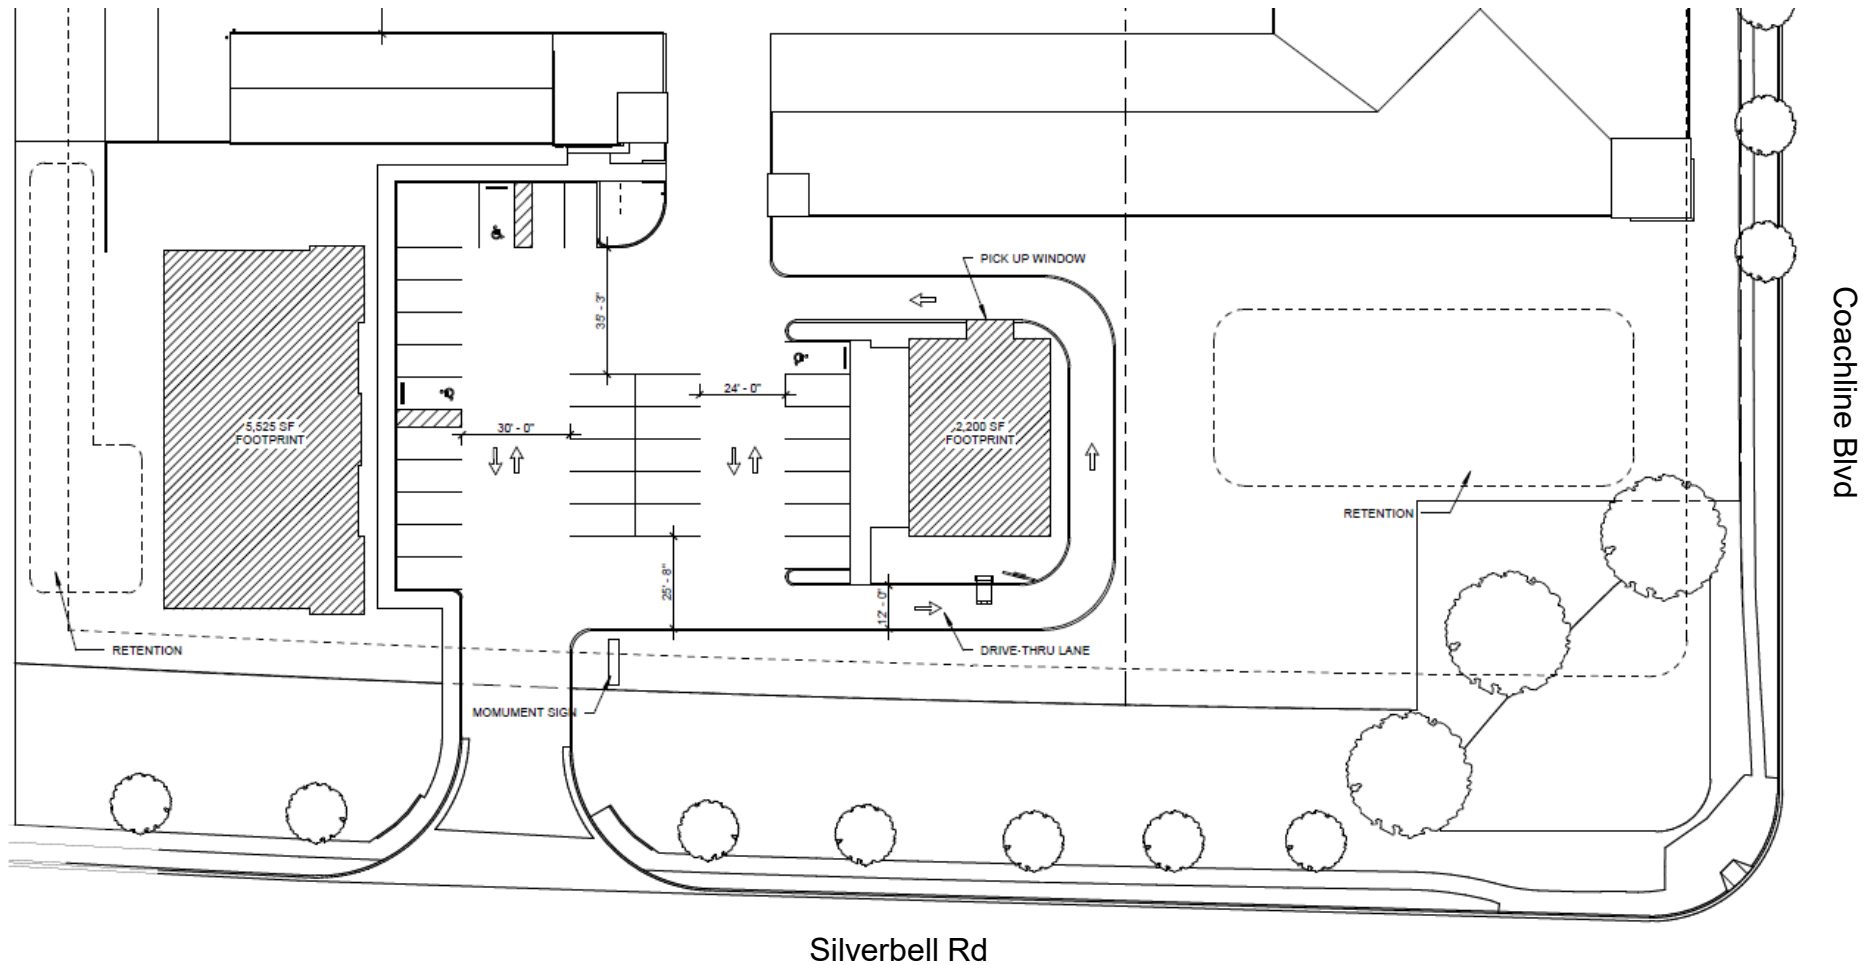 PICK UP WINDOW
35' - 3"
24' - 0"
30' - 0"
5,525 SF
FOOTPRINT
2,200 SF
FOOTPRINT
RETENTION
25' - 8"
12' - 0"
RETENTION
DRIVE-THRU LANE
MOMUMENT SIGN
Coachline Blvd
Silverbell Rd